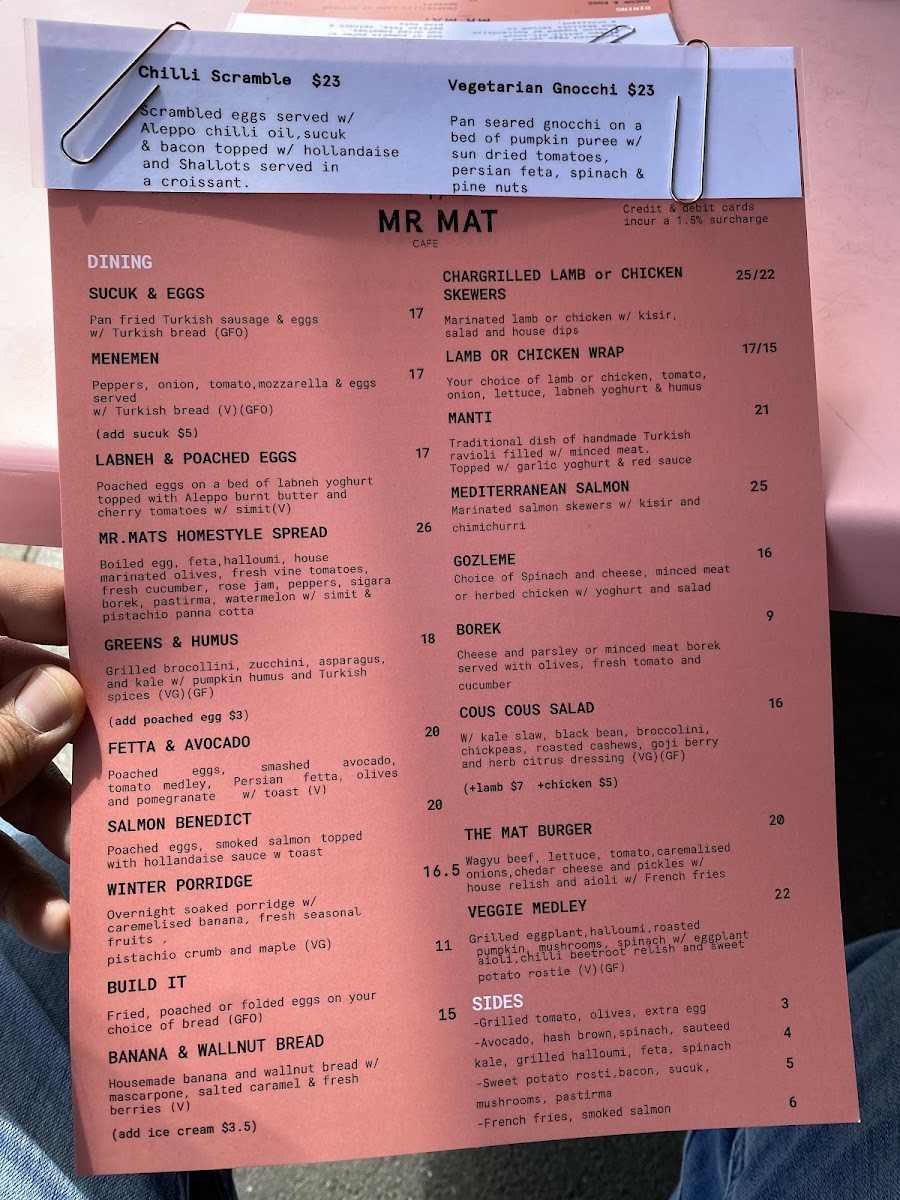 Chilli Scramble $23
Scrambled eggs served w/
Aleppo chilli oil,sucuk
& bacon topped w/ hollandaise
and Shallots served in
a croissant.
Vegetarian Gnocchi $23
Pan seared gnocchi on a
bed of pumpkin puree w/
sun dried tomatoes,
persian feta, spinach &
pine nuts
MR MAT
CAFE
Credit & debit cards
incur a 1.5% surcharge
DINING
SUCUK & EGGS
Pan fried Turkish sausage & eggs 17
w/ Turkish bread (GFO)
MENEMEN
Peppers, onion, tomato,mozzarella & eggs 17
served
w/ Turkish bread (V)(GFO)
(add sucuk $5)
LABNEH & POACHED EGGS 17
Poached eggs on a bed of labneh yoghurt
topped with Aleppo burnt butter and
cherry tomatoes w/ simit(V)
MR.MATS HOMESTYLE SPREAD 26
Boiled egg, feta,halloumi, house
marinated olives, fresh vine tomatoes,
fresh cucumber, rose jam, peppers, sigara
borek, pastirma, watermelon w/ simit &
pistachio panna cotta
GREENS & HUMUS 18
Grilled brocollini, zucchini, asparagus,
and kale w/ pumpkin humus and Turkish
spices (VG)(GF)
(add poached egg $3)
FETTA & AVOCADO 20
Poached eggs, smashed avocado,
tomato medley, Persian fetta, olives
and pomegranate w/ toast (V)
SALMON BENEDICT 20
Poached eggs, smoked salmon topped
with hollandaise sauce w toast
WINTER PORRIDGE 16.5
Overnight soaked porridge w/
caremelised banana, fresh seasonal
fruits ,
pistachio crumb and maple (VG)
BUILD IT 11
Fried, poached or folded eggs on your
choice of bread (GFO)
BANANA & WALLNUT BREAD 15
Housemade banana and wallnut bread w/
mascarpone, salted caramel & fresh
berries (V)
(add ice cream $3.5)
CHARGRILLED LAMB or CHICKEN 25/22
SKEWERS
Marinated lamb or chicken w/ kisir,
salad and house dips
LAMB OR CHICKEN WRAP 17/15
Your choice of lamb or chicken, tomato,
onion, lettuce, labneh yoghurt & humus
MANTI 21
Traditional dish of handmade Turkish
ravioli filled w/ minced meat.
Topped w/ garlic yoghurt & red sauce
MEDITERRANEAN SALMON 25
Marinated salmon skewers w/ kisir and
chimichurri
GOZLEME 16
Choice of Spinach and cheese, minced meat
or herbed chicken w/ yoghurt and salad
BOREK 9
Cheese and parsley or minced meat borek
served with olives, fresh tomato and
cucumber
COUS COUS SALAD 16
W/ kale slaw, black bean, broccolini,
chickpeas, roasted cashews, goji berry
and herb citrus dressing (VG)(GF)
(+lamb $7 +chicken $5)
THE MAT BURGER 20
Wagyu beef, lettuce, tomato,caremalised
onions,chedar cheese and pickles w/
house relish and aioli w/ French fries
VEGGIE MEDLEY 22
Grilled eggplant,halloumi,roasted
pumpkin, mushrooms, spinach w/ eggplant
aioli,chilli beetroot relish and sweet
potato rostie (V)(GF)
SIDES
-Grilled tomato, olives, extra egg 3
-Avocado, hash brown,spinach, sauteed 4
kale, grilled halloumi, feta, spinach
-Sweet potato rosti,bacon, sucuk, 5
mushrooms, pastirma
-French fries, smoked salmon 6